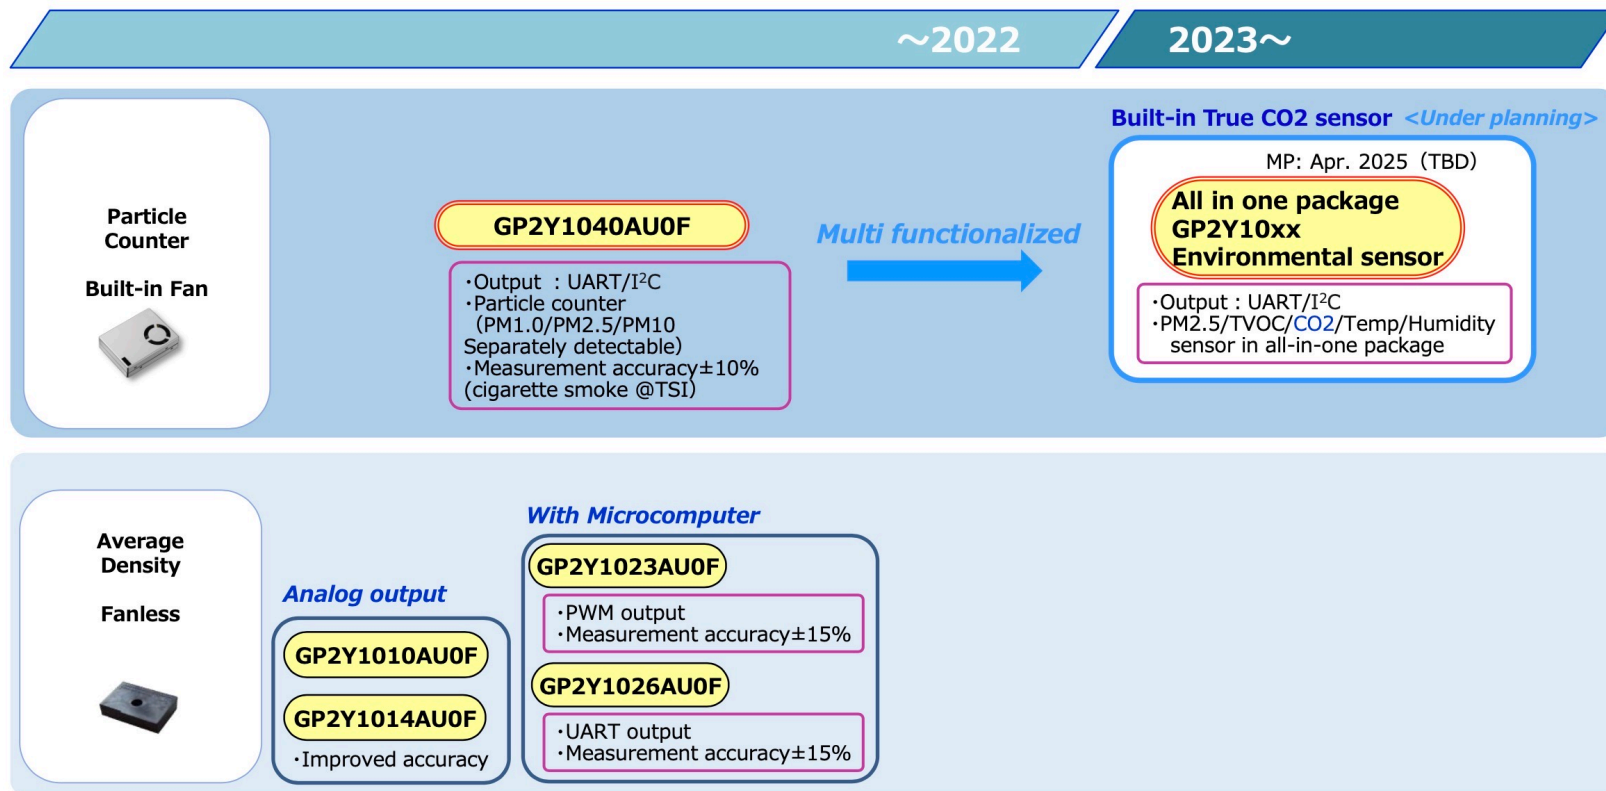 ～2022
2023～
Particle
Counter
Built-in Fan
GP2Y1040AU0F
・Output : UART/I²C
・Particle counter
（PM1.0/PM2.5/PM10
Separately detectable）
・Measurement accuracy±10%
(cigarette smoke @TSI）
Multi functionalized
Built-in True CO2 sensor <Under planning>
MP: Apr. 2025（TBD）
All in one package
GP2Y10xx
Environmental sensor
・Output : UART/I²C
・PM2.5/TVOC/CO2/Temp/Humidity
sensor in all-in-one package
Average
Density
Fanless
Analog output
GP2Y1010AU0F
GP2Y1014AU0F
・Improved accuracy
With Microcomputer
GP2Y1023AU0F
・PWM output
・Measurement accuracy±15%
GP2Y1026AU0F
・UART output
・Measurement accuracy±15%